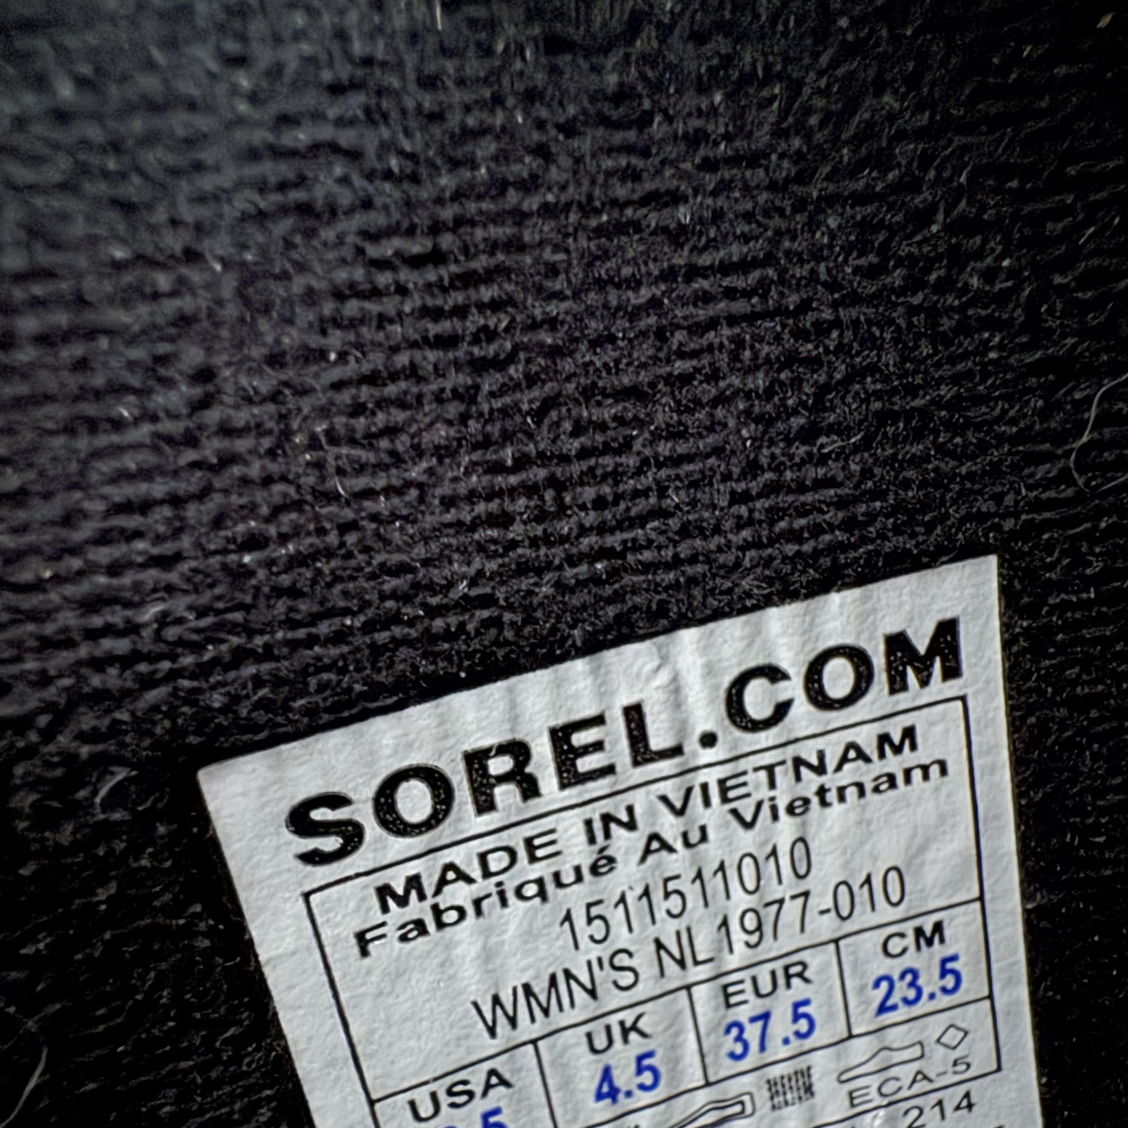 SOREL.COM
MADE IN VIETNAM
Fabriqué Au Vietnam
1511511010
WMN'S NL1977-010
USA UK EUR CM
4.5 37.5 23.5
ECA-5
214